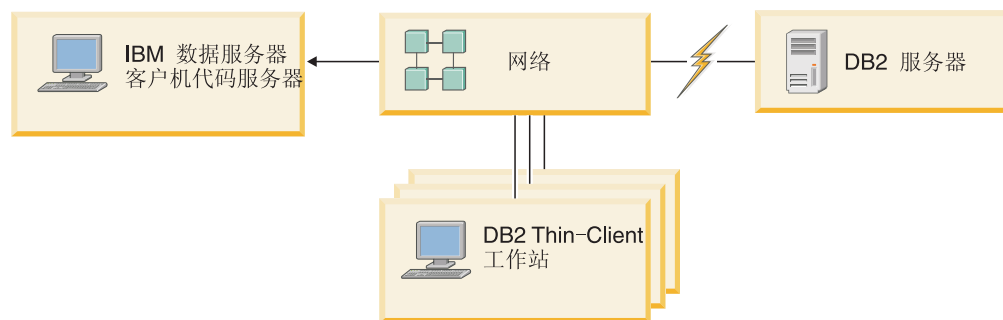 IBM 数据服务器
客户机代码服务器
网络
DB2 服务器
DB2 Thin-Client
工作站